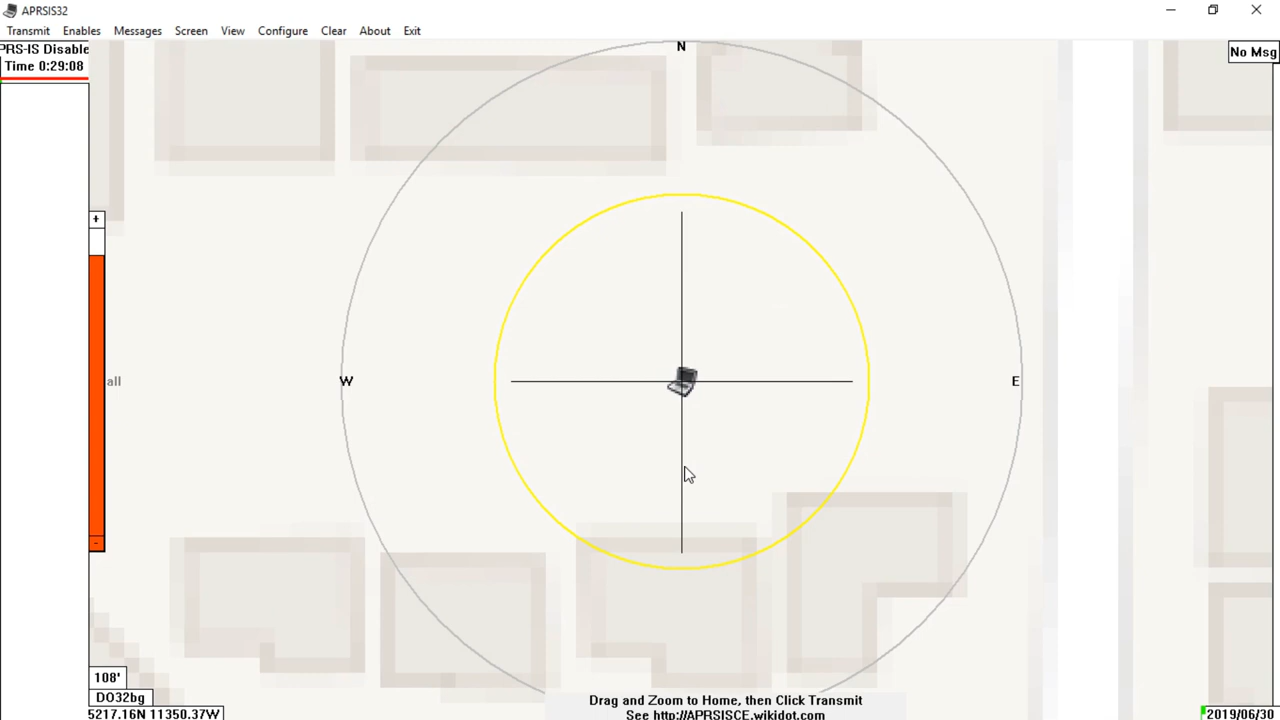 APRSIS32
Transmit Enables Messages Screen View Configure Clear About Exit
PRS-IS Disable
Time 0:29:08
No Msg
N
+
all
W
E
-
108'
DO32bg
5217.16N 11350.37W
Drag and Zoom to Home, then Click Transmit
See http://APRSISCE.wikidot.com
2019/06/30